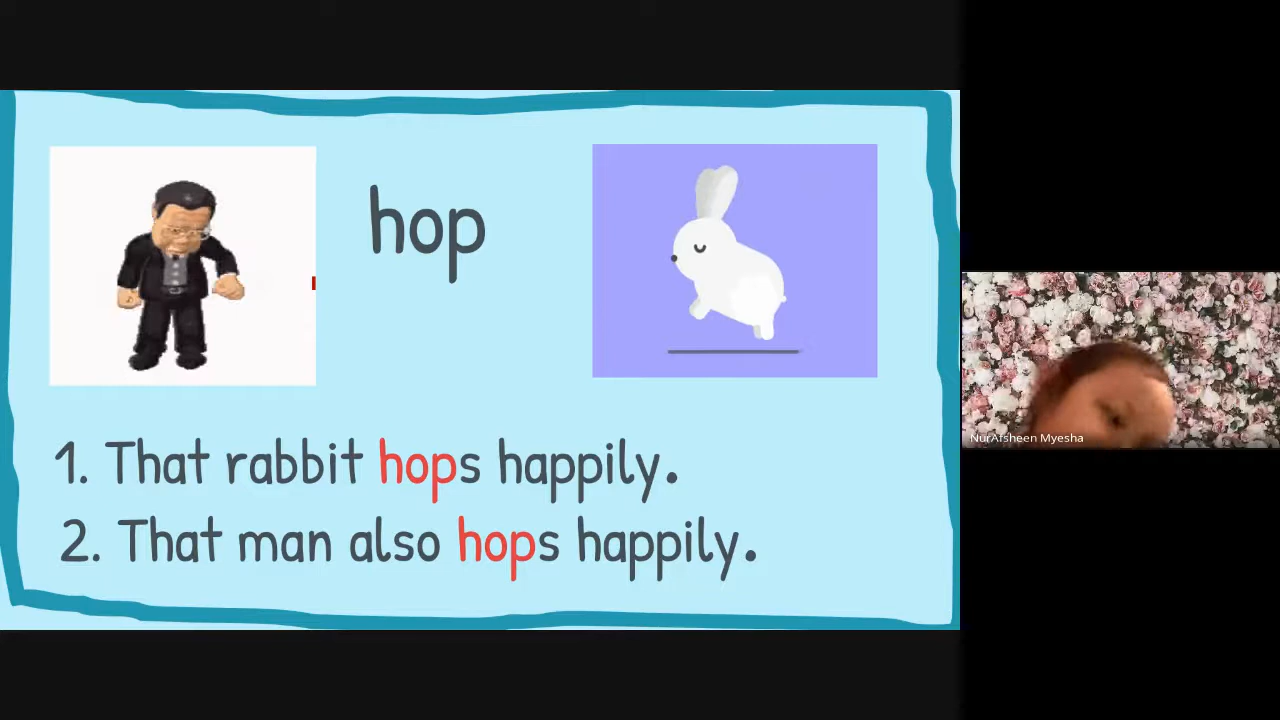 hop
1. That rabbit hops happily.
2. That man also hops happily.
NurAfsheen Myesha